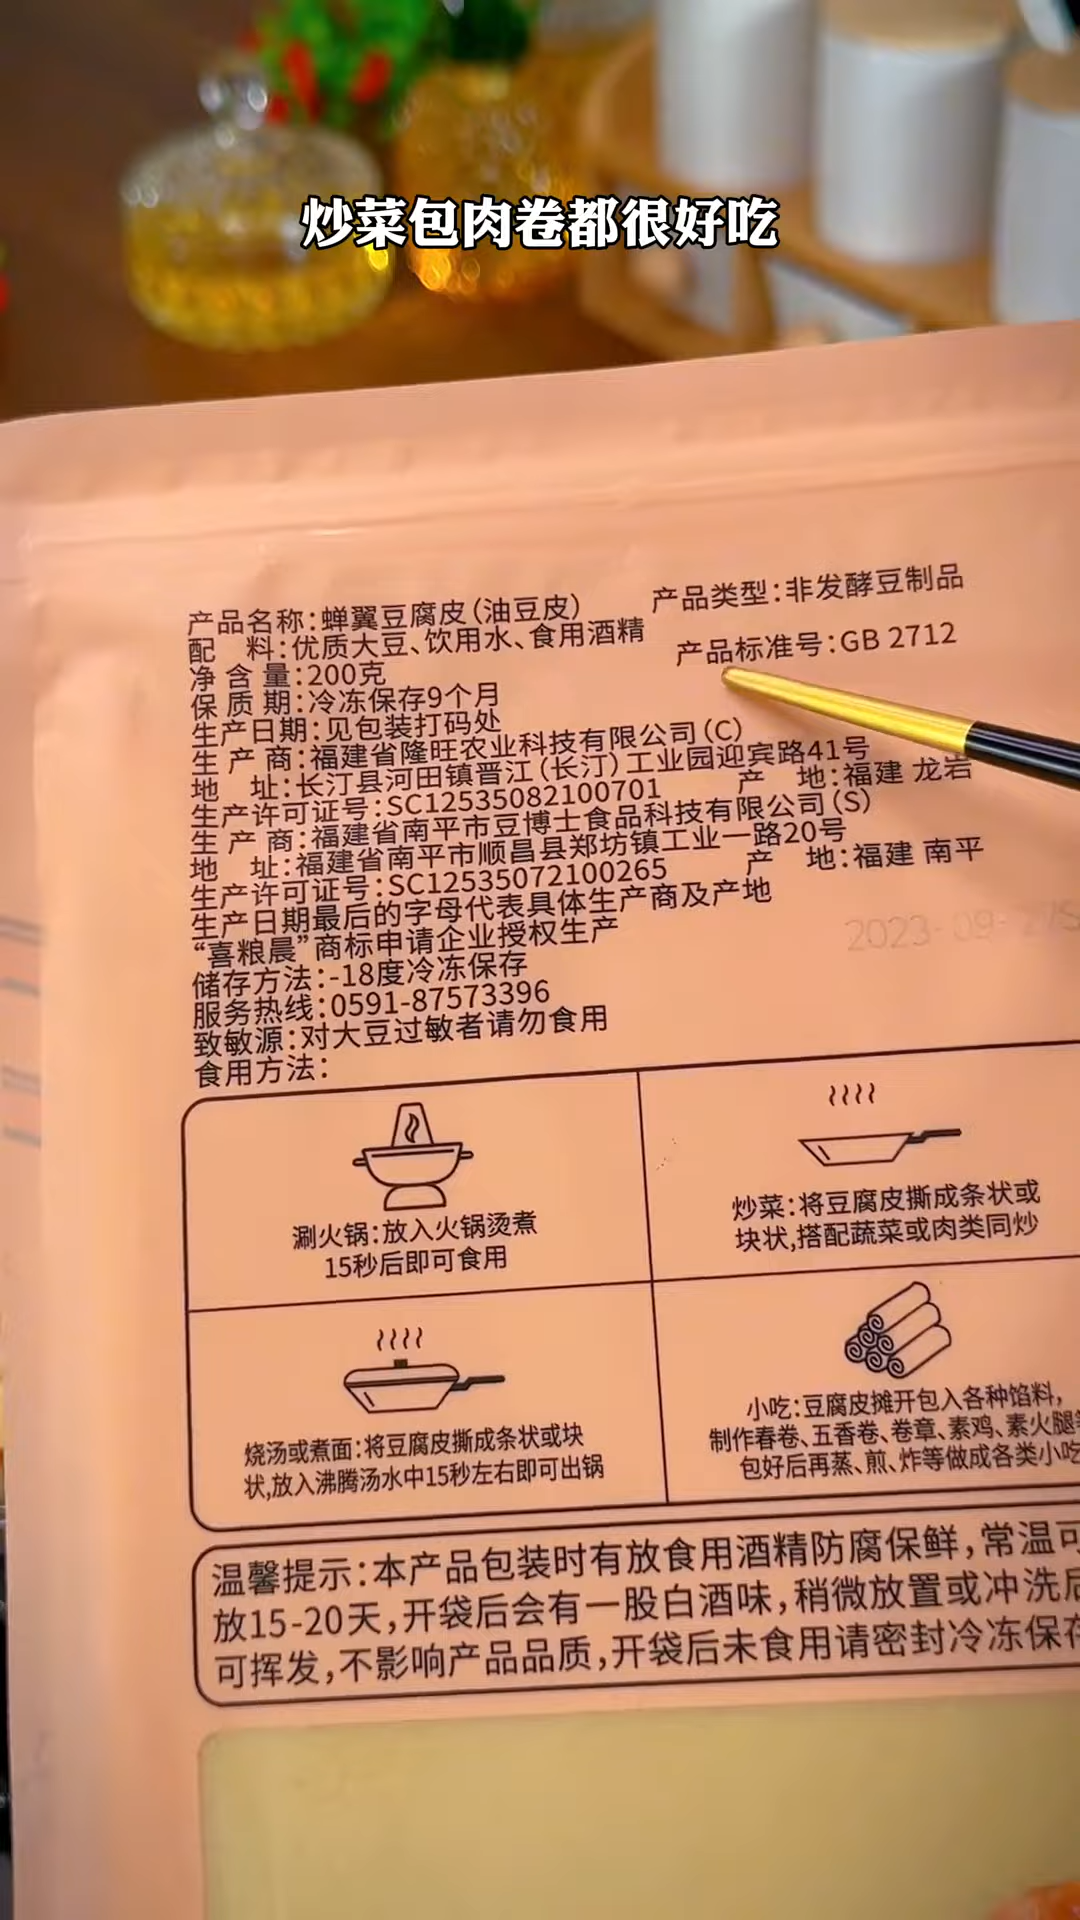 炒菜包肉卷都很好吃
产品名称:蝉翼豆腐皮(油豆皮)
产品类型:非发酵豆制品
配 料:优质大豆、饮用水、食用酒精
产品标准号:GB 2712
净含量:200克
保质期:冷冻保存9个月
生产日期:见包装打码处
生产商:福建省隆旺农业科技有限公司(C)
地 址:长汀县河田镇晋江(长汀)工业园迎宾路41号
生产许可证号:SC12535082100701 产 地:福建 龙岩
生产商:福建省南平市豆博士食品科技有限公司(S)
地 址:福建省南平市顺昌县郑坊镇工业一路20号
生产许可证号:SC12535072100265 产 地:福建 南平
生产日期最后的字母代表具体生产商及产地
“喜粮晨”商标申请企业授权生产
2023-09-27S
储存方法:-18度冷冻保存
服务热线:0591-87573396
致敏源:对大豆过敏者请勿食用
食用方法:
涮火锅:放入火锅烫煮
15秒后即可食用
炒菜:将豆腐皮撕成条状或
块状,搭配蔬菜或肉类同炒
烧汤或煮面:将豆腐皮撕成条状或块
状,放入沸腾汤水中15秒左右即可出锅
小吃:豆腐皮摊开包入各种馅料,
制作春卷、五香卷、卷章、素鸡、素火腿
包好后再蒸、煎、炸等做成各类小吃
温馨提示:本产品包装时有放食用酒精防腐保鲜,常温可
放15-20天,开袋后会有一股白酒味,稍微放置或冲洗后
可挥发,不影响产品品质,开袋后未食用请密封冷冻保存